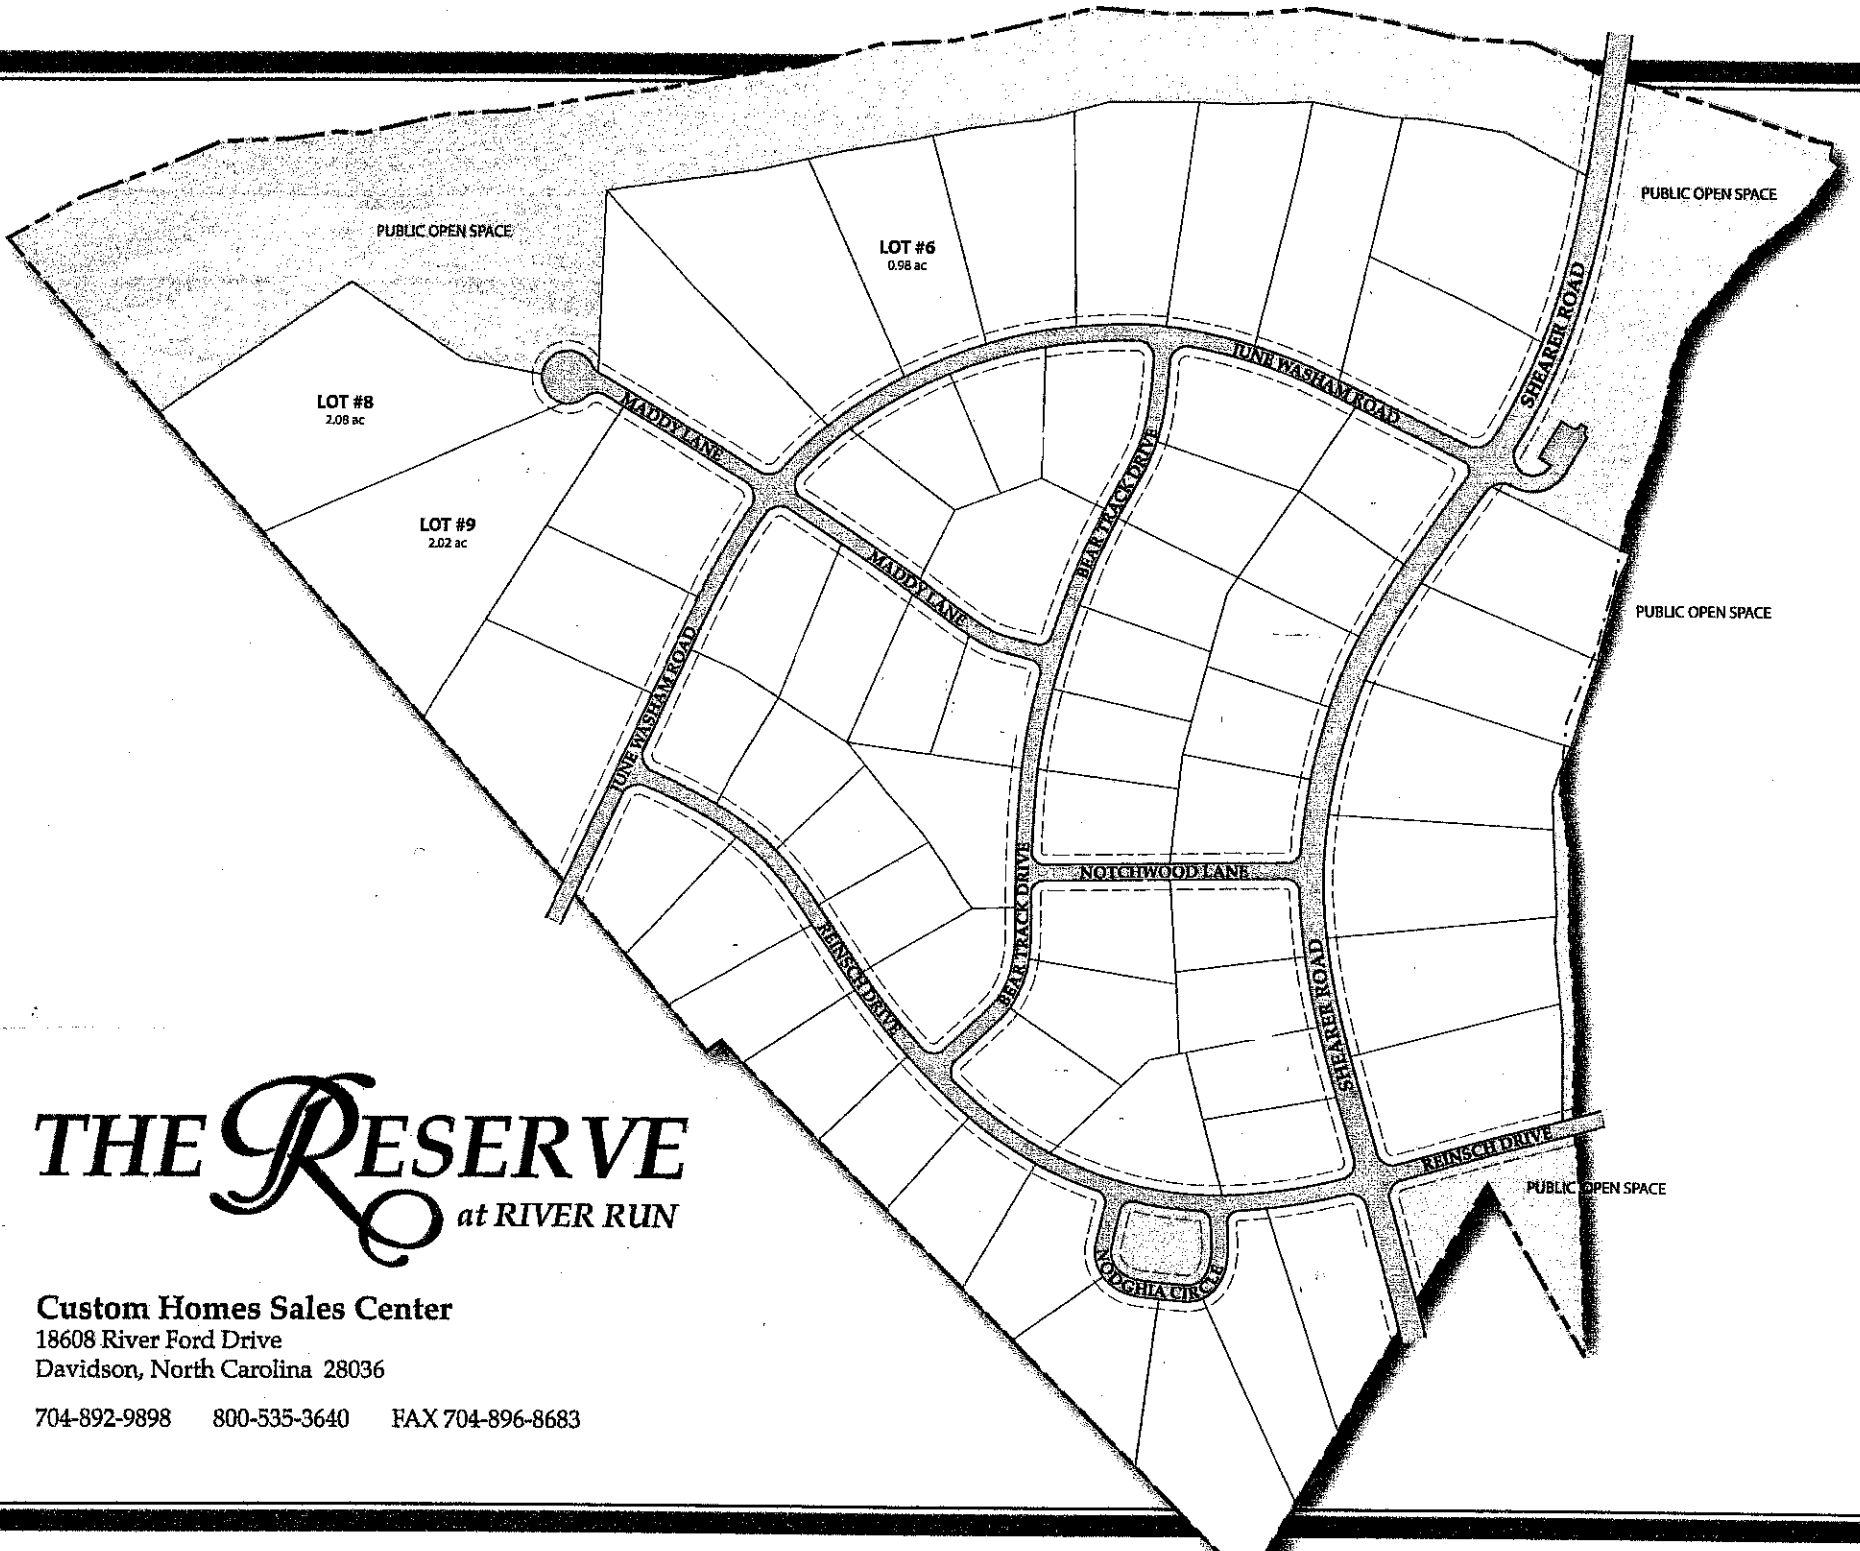 PUBLIC OPEN SPACE
PUBLIC OPEN SPACE
LOT #6
0.98 ac
SHEARER ROAD
JUNE WASHAM ROAD
LOT #8
2.08 ac
MADDY LANE
BEAR TRACK DRIVE
LOT #9
2.02 ac
MADDY LANE
PUBLIC OPEN SPACE
JUNE WASHAM ROAD
NOTCHWOOD LANE
BEAR TRACK DRIVE
REINSCH DRIVE
SHEARER ROAD
REINSCH DRIVE
PUBLIC OPEN SPACE
NODGHIA CIRCLE
THE RESERVE
at RIVER RUN
Custom Homes Sales Center
18608 River Ford Drive
Davidson, North Carolina 28036
704-892-9898 800-535-3640 FAX 704-896-8683